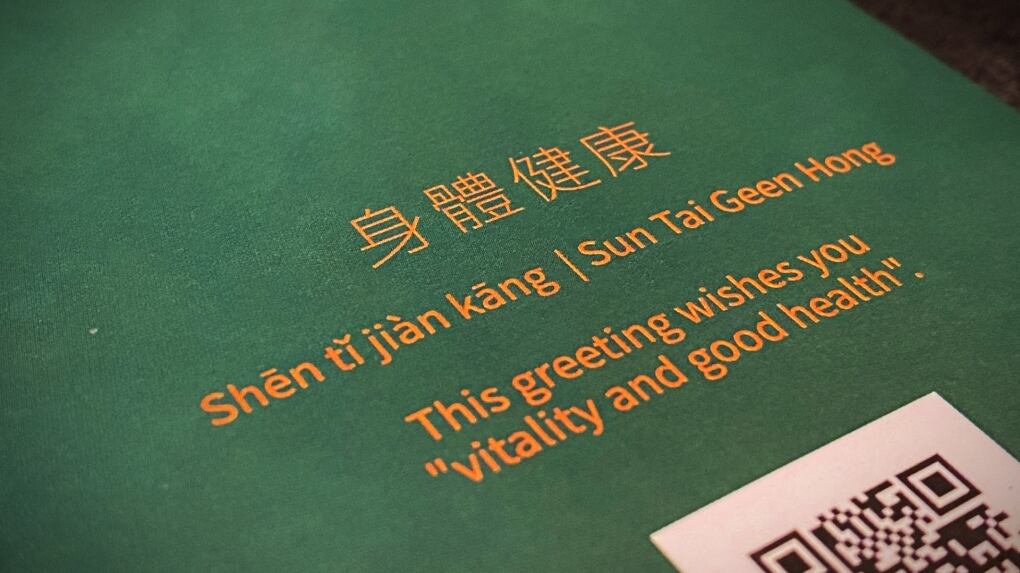 身體健康
Shēn tǐ jiàn kāng | Sun Tai Geen Hong
This greeting wishes you
"vitality and good health".